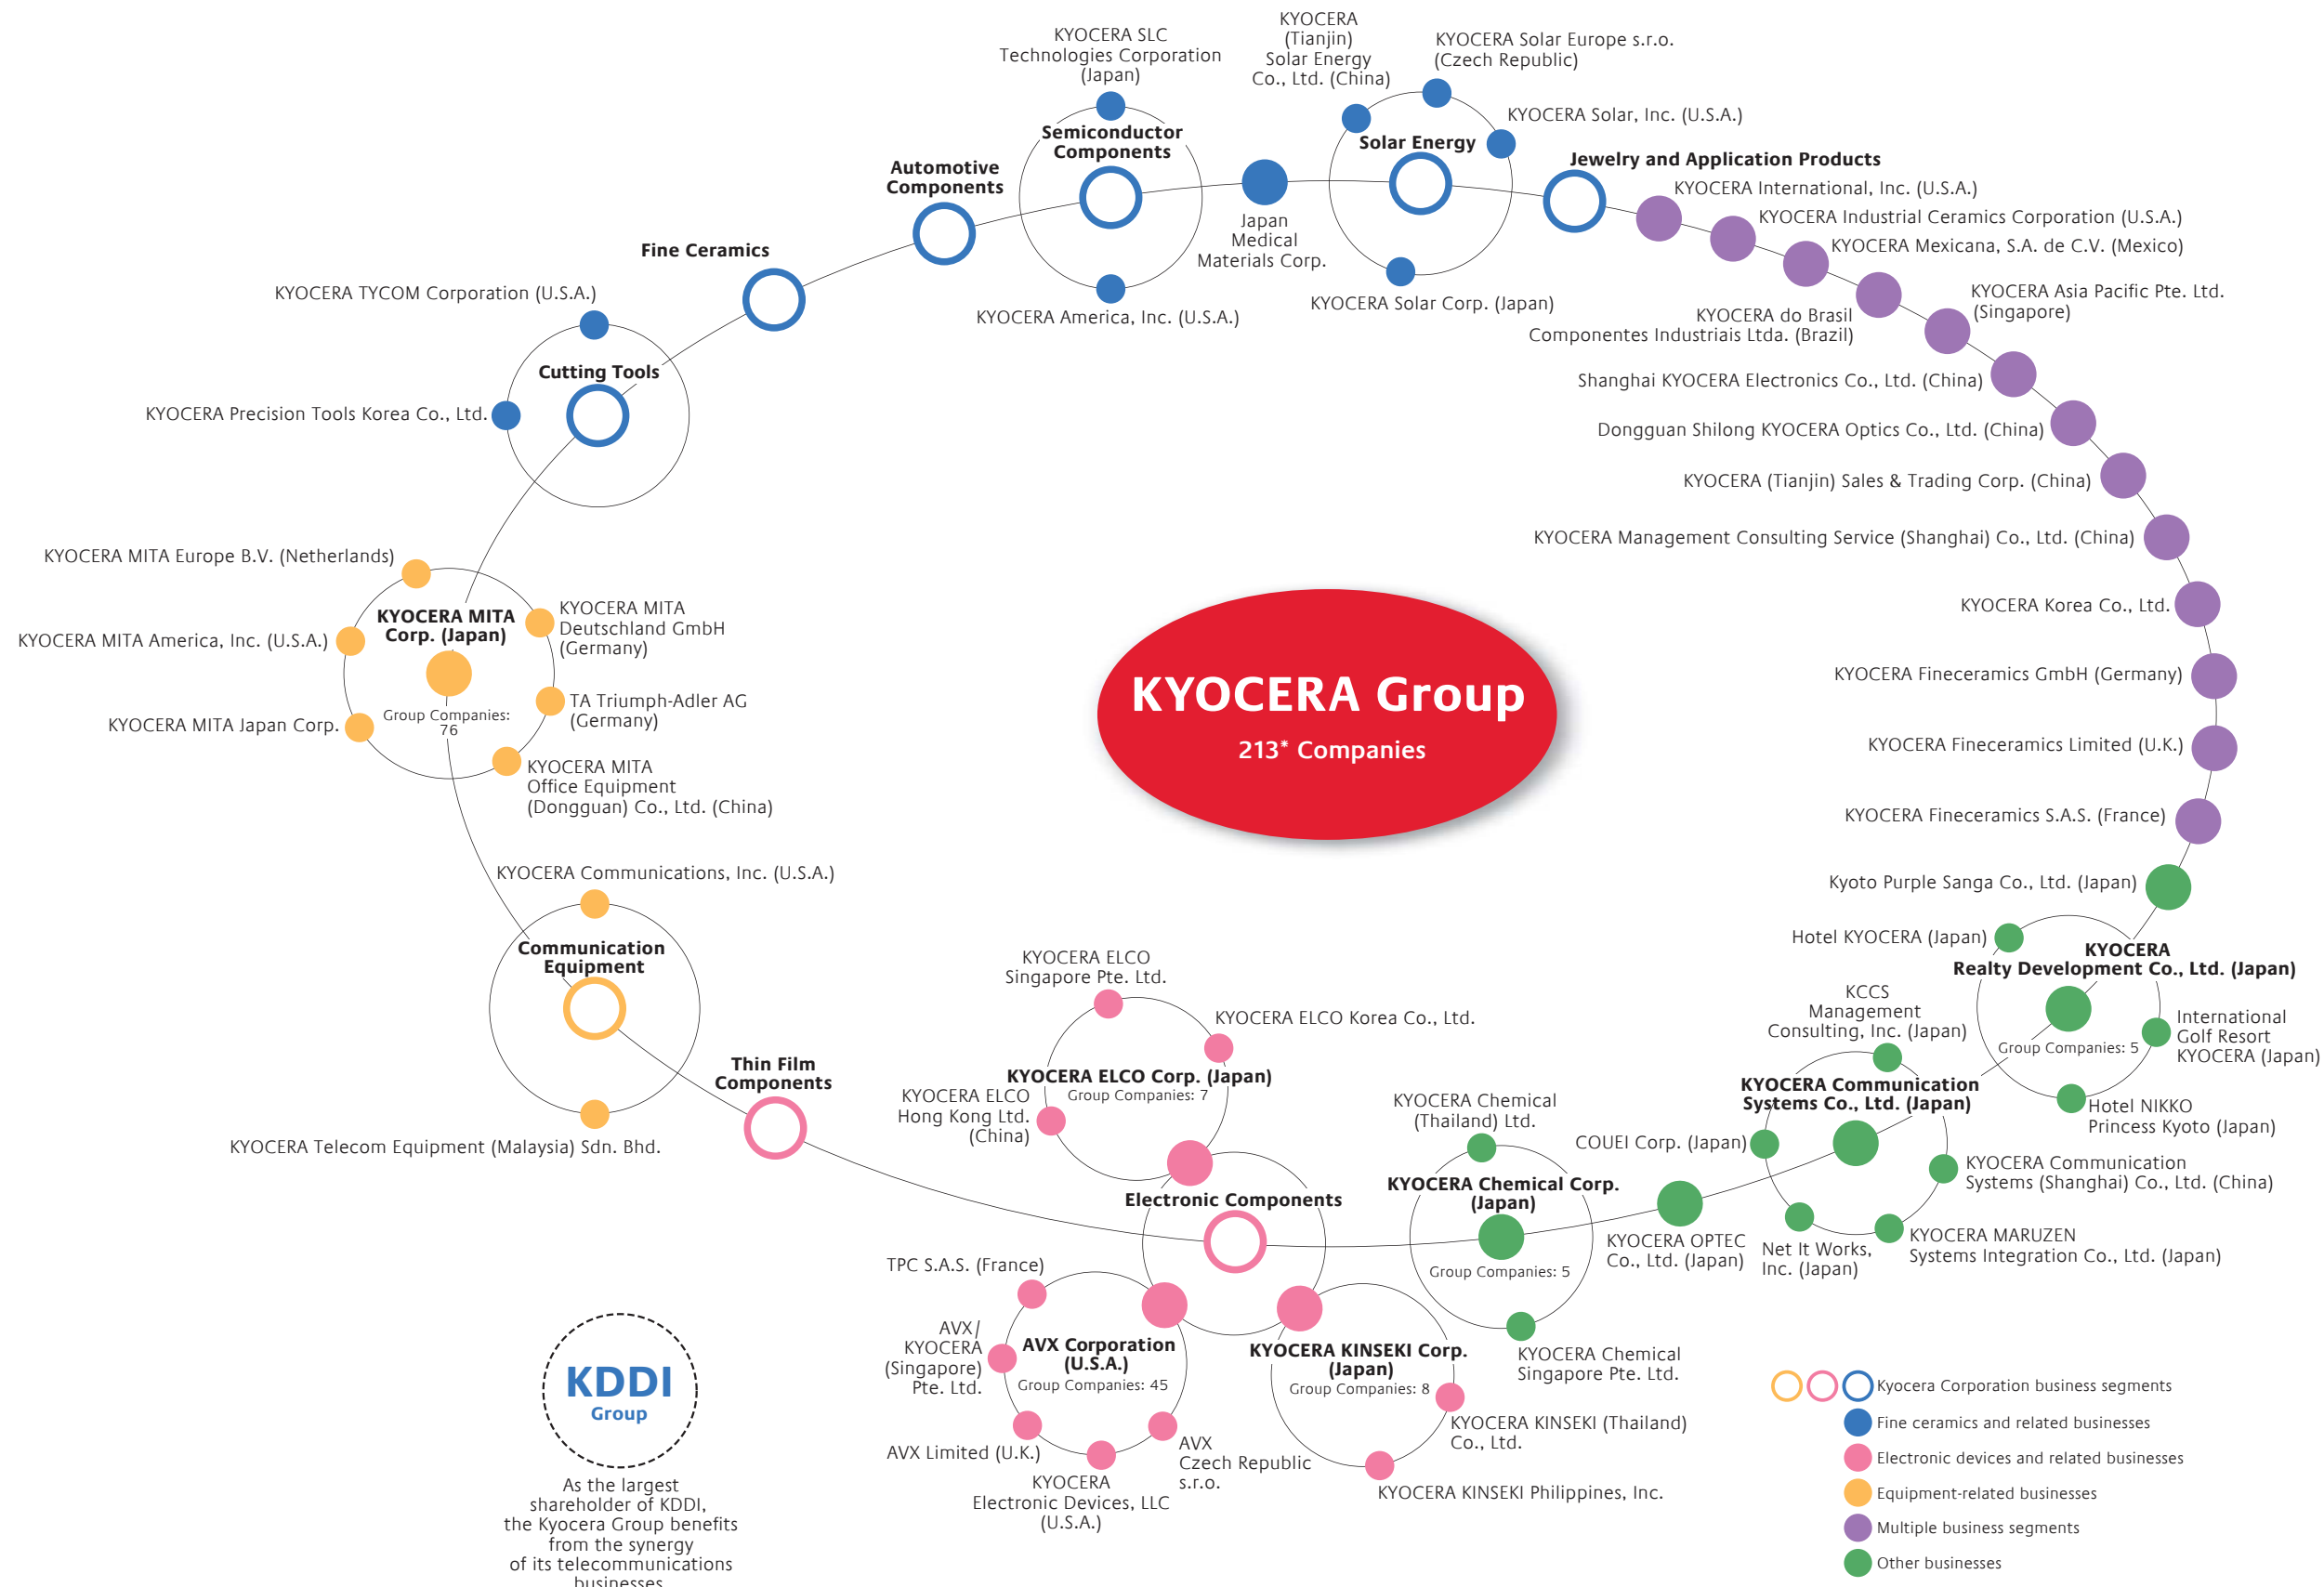 KYOCERA SLC
Technologies Corporation
(Japan)
KYOCERA
(Tianjin)
Solar Energy
Co., Ltd. (China)
KYOCERA Solar Europe s.r.o.
(Czech Republic)
KYOCERA Solar, Inc. (U.S.A.)
Semiconductor
Components
Solar Energy
Jewelry and Application Products
Automotive
Components
KYOCERA International, Inc. (U.S.A.)
KYOCERA Industrial Ceramics Corporation (U.S.A.)
KYOCERA Mexicana, S.A. de C.V. (Mexico)
Japan
Medical
Materials Corp.
Fine Ceramics
KYOCERA TYCOM Corporation (U.S.A.)
KYOCERA America, Inc. (U.S.A.)
KYOCERA Solar Corp. (Japan)
KYOCERA do Brasil
Componentes Industriais Ltda. (Brazil)
KYOCERA Asia Pacific Pte. Ltd.
(Singapore)
Cutting Tools
KYOCERA Precision Tools Korea Co., Ltd.
Shanghai KYOCERA Electronics Co., Ltd. (China)
Dongguan Shilong KYOCERA Optics Co., Ltd. (China)
KYOCERA (Tianjin) Sales & Trading Corp. (China)
KYOCERA Management Consulting Service (Shanghai) Co., Ltd. (China)
KYOCERA MITA Europe B.V. (Netherlands)
KYOCERA MITA
Corp. (Japan)
KYOCERA MITA
Deutschland GmbH
(Germany)
KYOCERA MITA America, Inc. (U.S.A.)
TA Triumph-Adler AG
(Germany)
KYOCERA MITA Japan Corp.
Group Companies:
76
KYOCERA MITA
Office Equipment
(Dongguan) Co., Ltd. (China)
KYOCERA Group
213* Companies
KYOCERA Korea Co., Ltd.
KYOCERA Fineceramics GmbH (Germany)
KYOCERA Fineceramics Limited (U.K.)
KYOCERA Fineceramics S.A.S. (France)
Kyoto Purple Sanga Co., Ltd. (Japan)
KYOCERA Communications, Inc. (U.S.A.)
Communication
Equipment
KYOCERA Telecom Equipment (Malaysia) Sdn. Bhd.
Thin Film
Components
KYOCERA ELCO
Singapore Pte. Ltd.
KYOCERA ELCO Korea Co., Ltd.
KYOCERA ELCO Corp. (Japan)
Group Companies: 7
KYOCERA ELCO
Hong Kong Ltd.
(China)
Hotel KYOCERA (Japan)
KYOCERA
Realty Development Co., Ltd. (Japan)
International
Golf Resort
KYOCERA (Japan)
Group Companies: 5
Hotel NIKKO
Princess Kyoto (Japan)
KCCS
Management
Consulting, Inc. (Japan)
KYOCERA Communication
Systems Co., Ltd. (Japan)
COUEI Corp. (Japan)
KYOCERA Communication
Systems (Shanghai) Co., Ltd. (China)
KYOCERA MARUZEN
Systems Integration Co., Ltd. (Japan)
Net It Works,
Inc. (Japan)
KYOCERA OPTEC
Co., Ltd. (Japan)
KYOCERA Chemical
(Thailand) Ltd.
KYOCERA Chemical Corp.
(Japan)
Group Companies: 5
KYOCERA Chemical
Singapore Pte. Ltd.
Electronic Components
TPC S.A.S. (France)
AVX/
KYOCERA
(Singapore)
Pte. Ltd.
AVX Corporation
(U.S.A.)
Group Companies: 45
AVX Limited (U.K.)
KYOCERA
Electronic Devices, LLC
(U.S.A.)
AVX
Czech Republic
s.r.o.
KYOCERA KINSEKI Corp.
(Japan)
Group Companies: 8
KYOCERA KINSEKI (Thailand)
Co., Ltd.
KYOCERA KINSEKI Philippines, Inc.
KDDI
Group
As the largest
shareholder of KDDI,
the Kyocera Group benefits
from the synergy
of its telecommunications
businesses
Kyocera Corporation business segments
Fine ceramics and related businesses
Electronic devices and related businesses
Equipment-related businesses
Multiple business segments
Other businesses